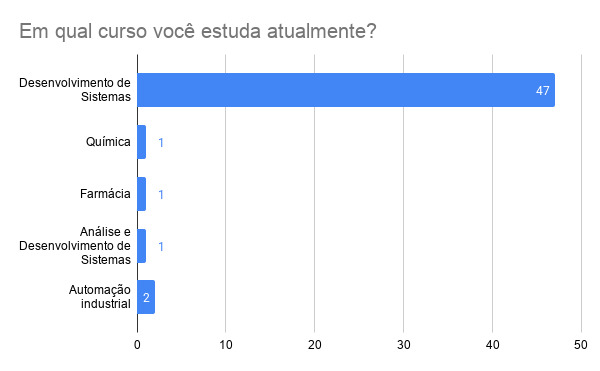 Em qual curso você estuda atualmente?
Desenvolvimento de
Sistemas
47
Química
1
Farmácia
1
Análise e
Desenvolvimento de
Sistemas
1
Automação
industrial
2
0 10 20 30 40 50